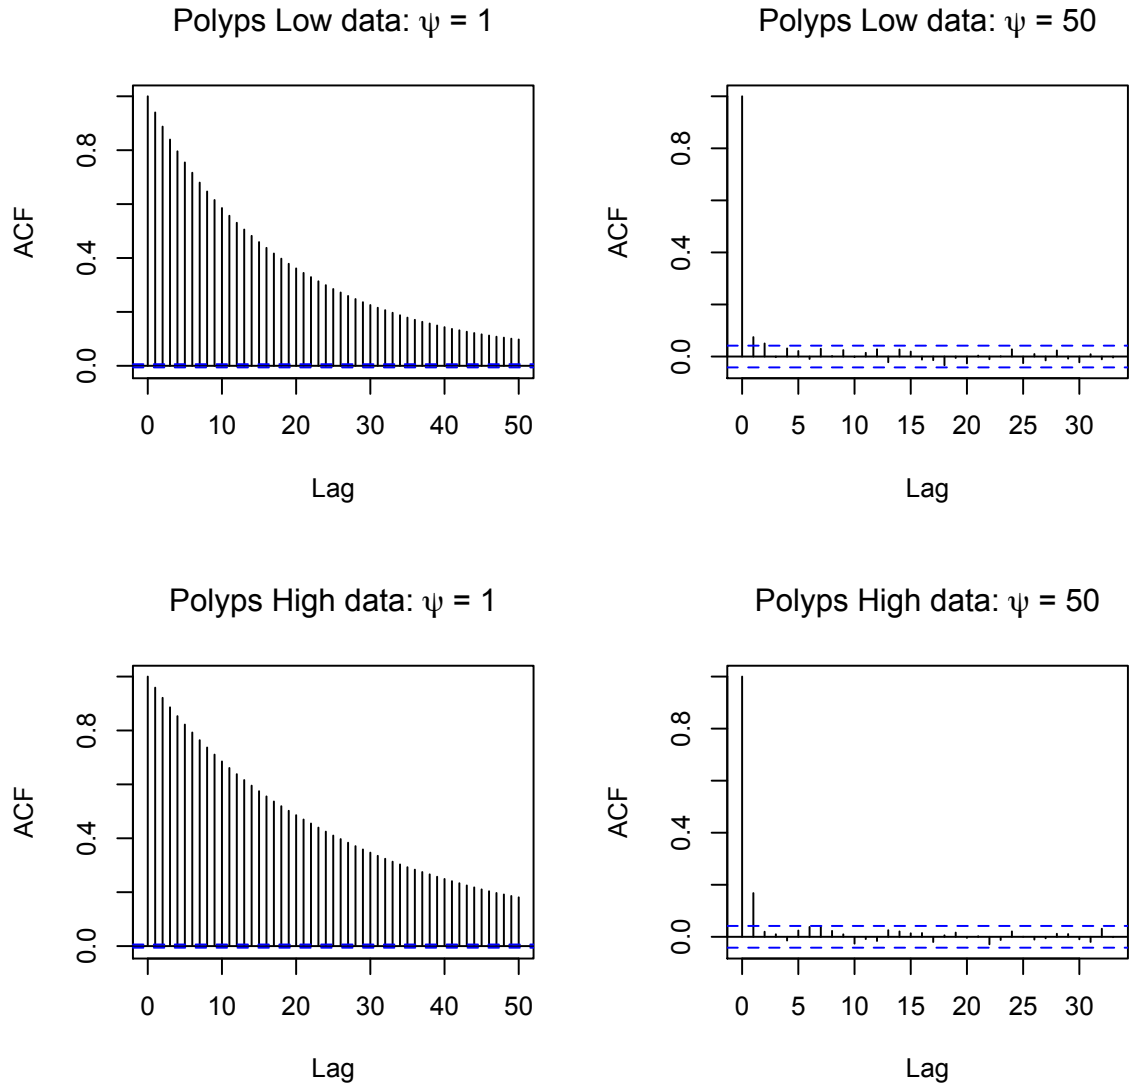 Polyps Low data: ψ = 1
ACF
0.0 0.4 0.8
0 10 20 30 40 50
Lag
Polyps Low data: ψ = 50
ACF
0.0 0.4 0.8
0 5 10 15 20 25 30
Lag
Polyps High data: ψ = 1
ACF
0.0 0.4 0.8
0 10 20 30 40 50
Lag
Polyps High data: ψ = 50
ACF
0.0 0.4 0.8
0 5 10 15 20 25 30
Lag